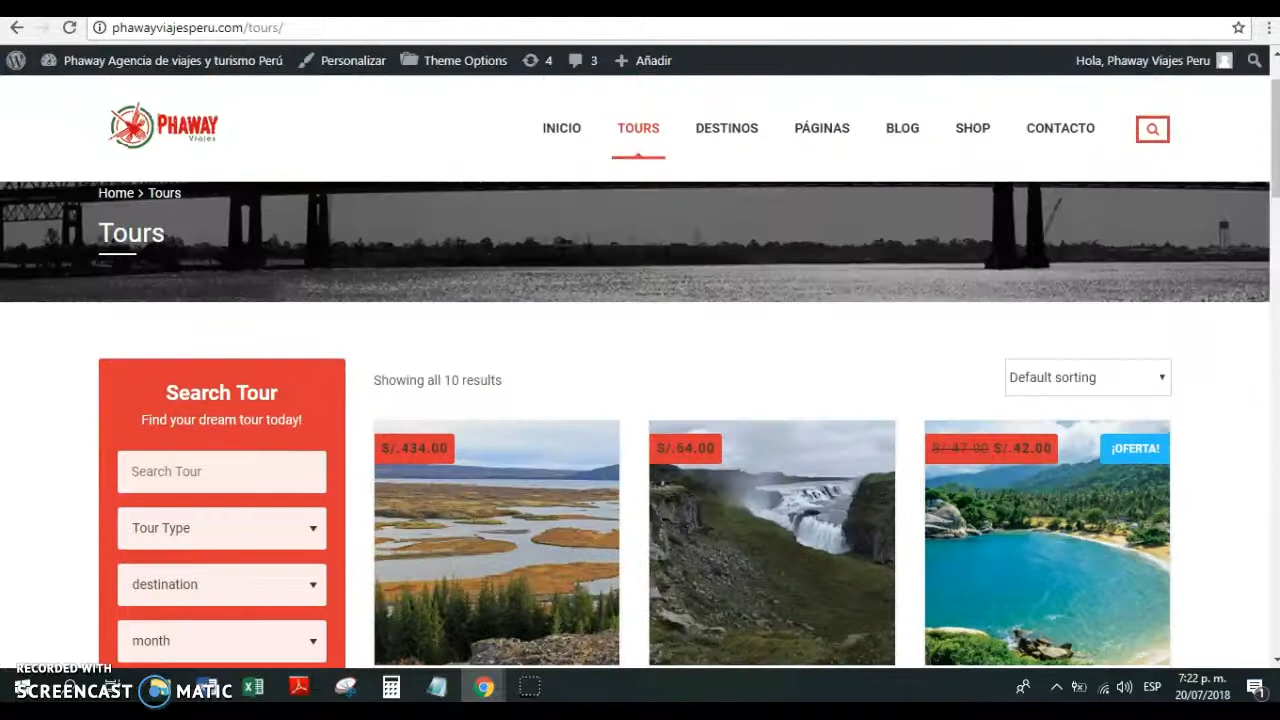 phawayviajesperu.com/tours/
Phaway Agencia de viajes y turismo Perú Personalizar Theme Options 4 3 Añadir Hola, Phaway Viajes Peru
PHAWAY
Viajes
INICIO TOURS DESTINOS PÁGINAS BLOG SHOP CONTACTO
Home > Tours
Tours
Search Tour
Find your dream tour today!
Search Tour
Tour Type
destination
month
Showing all 10 results
Default sorting
S/.434.00
S/.64.00
S/.47.00 S/.42.00 ¡OFERTA!
RECORDED WITH
SCREENCAST MATIC
ESP
7:22 p. m.
20/07/2018
1